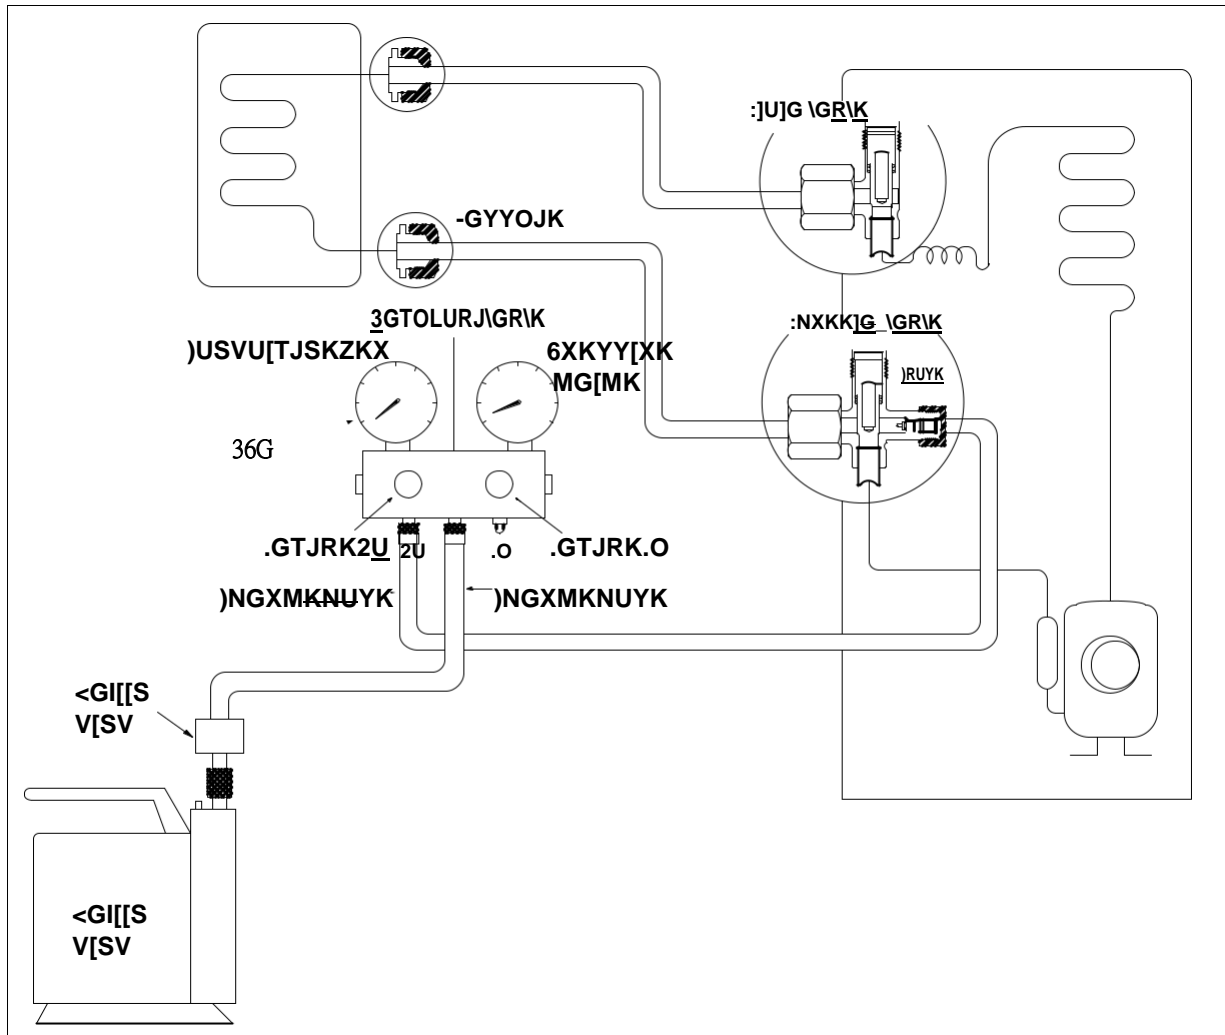 :]U]G \GR\K
-GYYOJK
3GTOLURJ\GR\K
:NXKK]G_\GR\K
)USVU[TJSKZKX
6XKYY[XK
MG[MK
)RUYK
36G
.GTJRK2U
2U
.O
.GTJRK.O
)NGXMKNUYK
)NGXMKNUYK
<GI[[S
V[SV
<GI[[S
V[SV